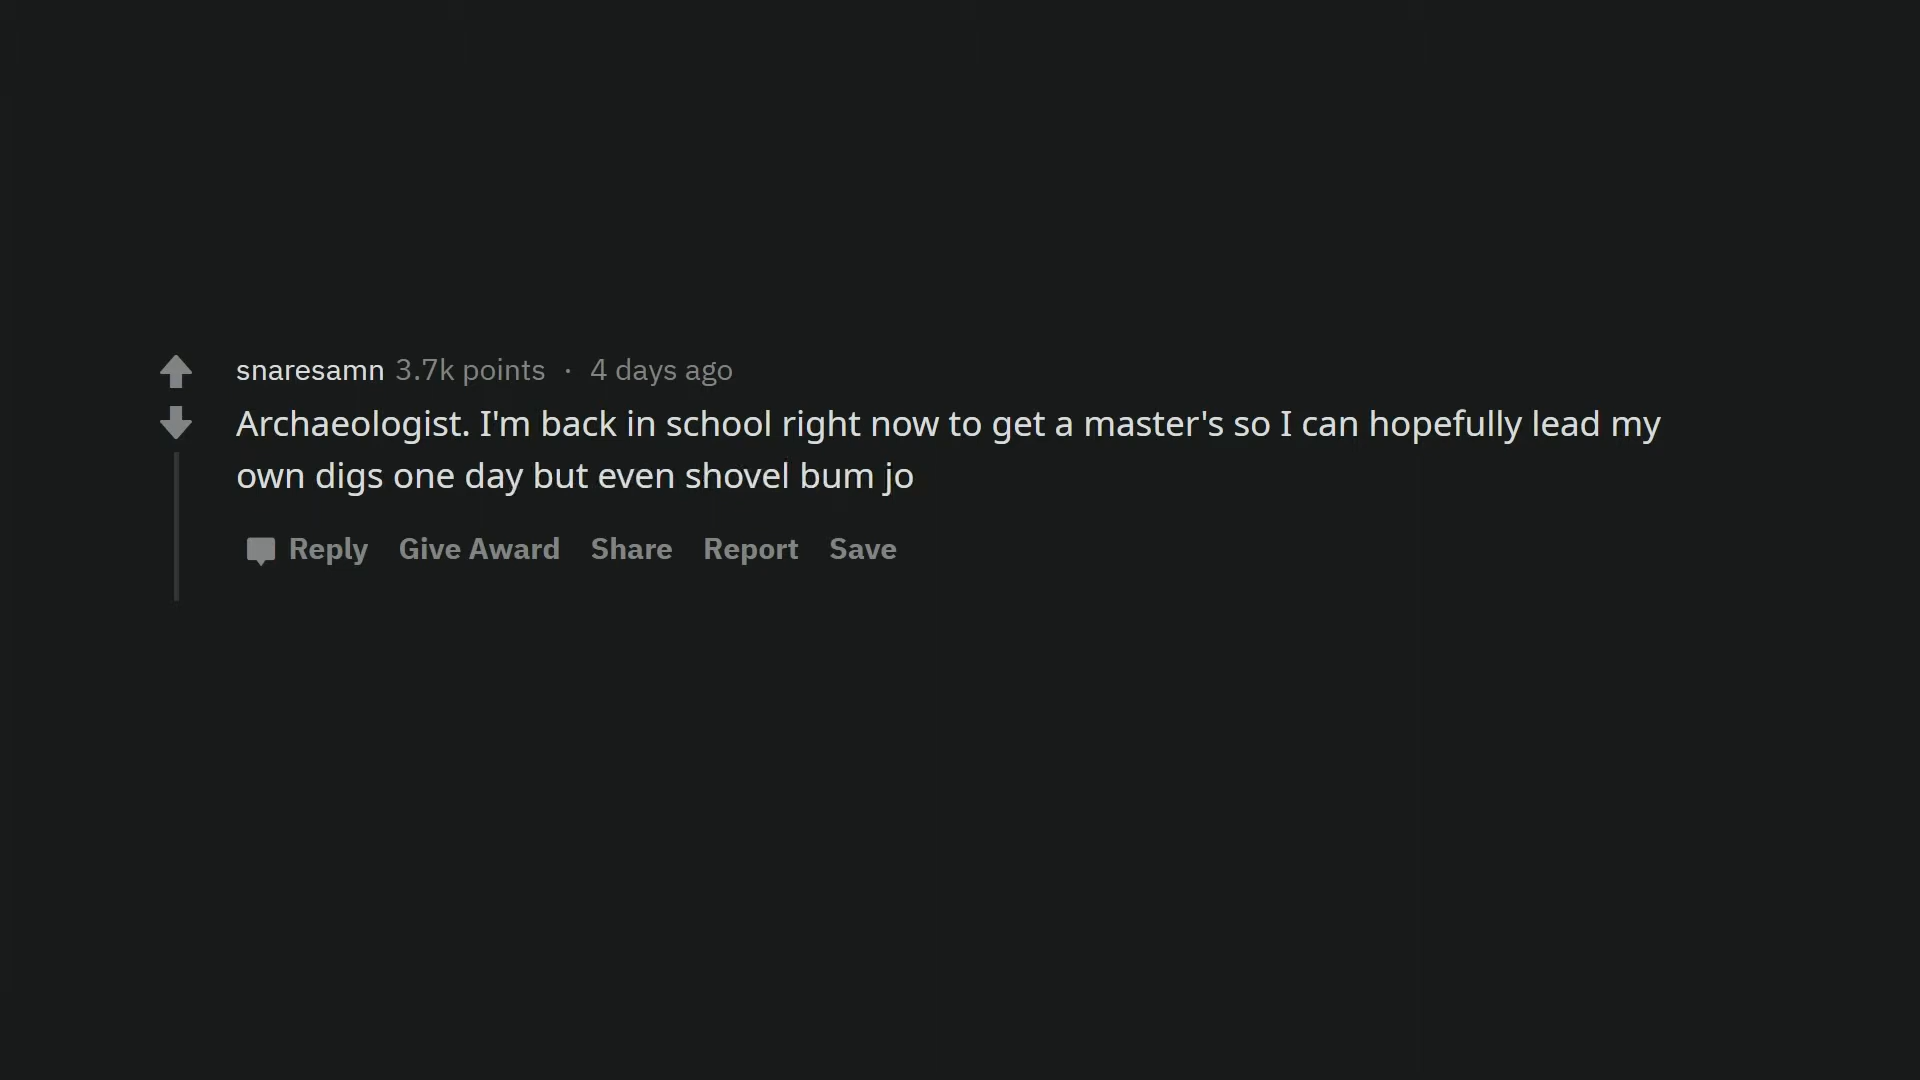 snaresamn 3.7k points · 4 days ago
Archaeologist. I'm back in school right now to get a master's so I can hopefully lead my
own digs one day but even shovel bum jo
Reply Give Award Share Report Save